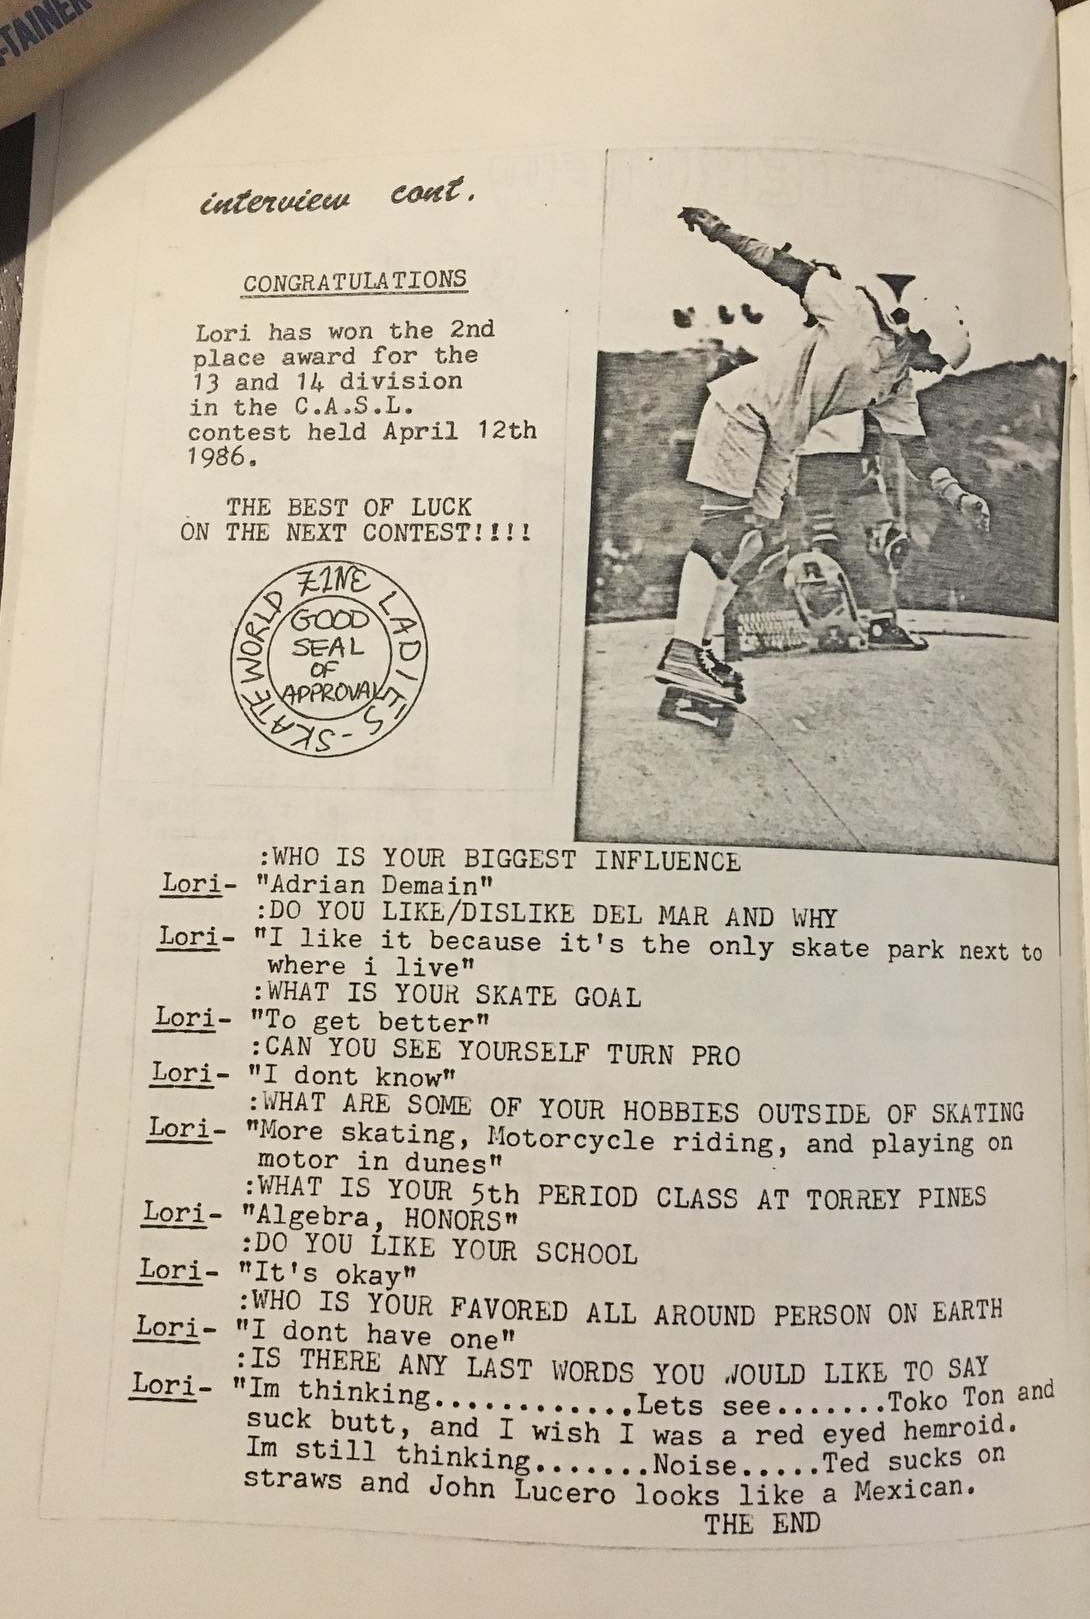 -TAINER
interview cont.
CONGRATULATIONS
Lori has won the 2nd
place award for the
13 and 14 division
in the C.A.S.L.
contest held April 12th
1986.
THE BEST OF LUCK
ON THE NEXT CONTEST!!!!
SKATEWORLD ZINE LADIES-
GOOD
SEAL
OF
APPROVAL
:WHO IS YOUR BIGGEST INFLUENCE
Lori- "Adrian Demain"
:DO YOU LIKE/DISLIKE DEL MAR AND WHY
Lori- "I like it because it's the only skate park next to
where i live"
:WHAT IS YOUR SKATE GOAL
Lori- "To get better"
:CAN YOU SEE YOURSELF TURN PRO
Lori- "I dont know"
:WHAT ARE SOME OF YOUR HOBBIES OUTSIDE OF SKATING
Lori- "More skating, Motorcycle riding, and playing on
motor in dunes"
:WHAT IS YOUR 5th PERIOD CLASS AT TORREY PINES
Lori- "Algebra, HONORS"
:DO YOU LIKE YOUR SCHOOL
Lori- "It's okay"
:WHO IS YOUR FAVORED ALL AROUND PERSON ON EARTH
Lori- "I dont have one"
:IS THERE ANY LAST WORDS YOU WOULD LIKE TO SAY
Lori- "Im thinking............Lets see.......Toko Ton and
suck butt, and I wish I was a red eyed hemroid.
Im still thinking.......Noise.....Ted sucks on
straws and John Lucero looks like a Mexican.
THE END